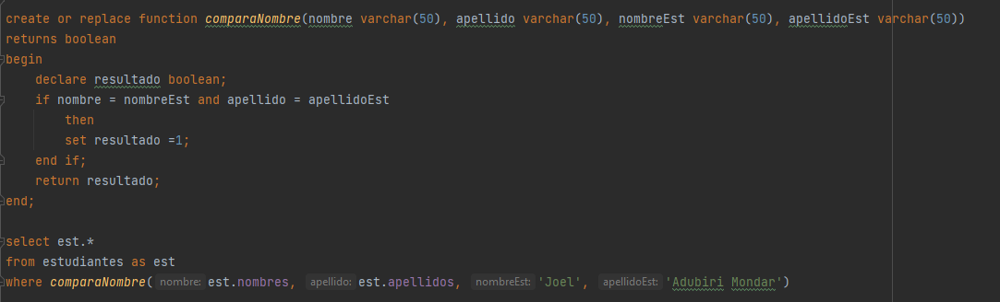 create or replace function comparaNombre(nombre varchar(50), apellido varchar(50), nombreEst varchar(50), apellidoEst varchar(50))
returns boolean
begin
    declare resultado boolean;
    if nombre = nombreEst and apellido = apellidoEst
        then
        set resultado =1;
    end if;
    return resultado;
end;

select est.*
from estudiantes as est
where comparaNombre( nombre: est.nombres, apellido: est.apellidos, nombreEst: 'Joel', apellidoEst: 'Adubiri Mondar')